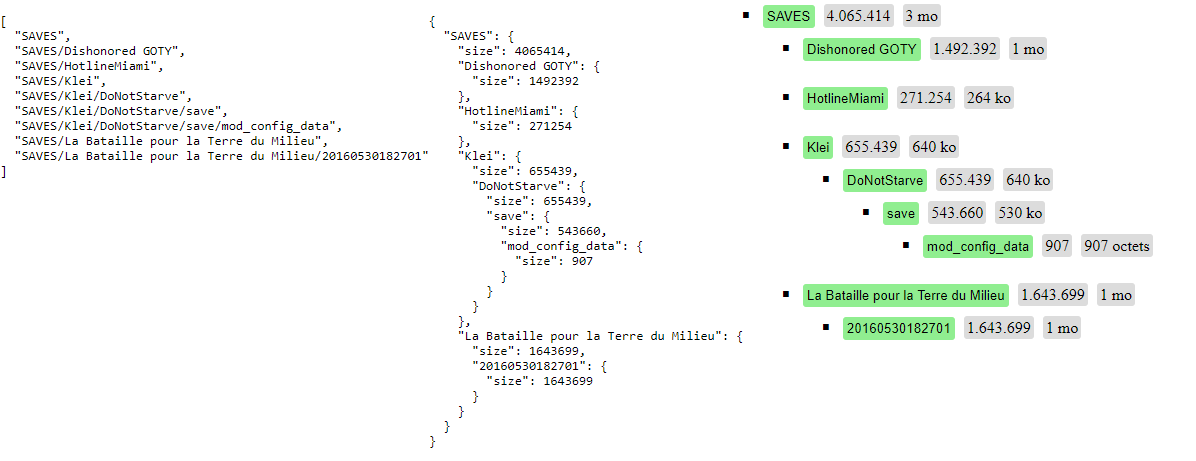 [
  "SAVES",
  "SAVES/Dishonored GOTY",
  "SAVES/HotlineMiami",
  "SAVES/Klei",
  "SAVES/Klei/DoNotStarve",
  "SAVES/Klei/DoNotStarve/save",
  "SAVES/Klei/DoNotStarve/save/mod_config_data",
  "SAVES/La Bataille pour la Terre du Milieu",
  "SAVES/La Bataille pour la Terre du Milieu/20160530182701"
]
{
  "SAVES": {
    "size": 4065414,
    "Dishonored GOTY": {
      "size": 1492392
    },
    "HotlineMiami": {
      "size": 271254
    },
    "Klei": {
      "size": 655439,
      "DoNotStarve": {
        "size": 655439,
        "save": {
          "size": 543660,
          "mod_config_data": {
            "size": 907
          }
        }
      }
    },
    "La Bataille pour la Terre du Milieu": {
      "size": 1643699,
      "20160530182701": {
        "size": 1643699
      }
    }
  }
}
SAVES 4.065.414 3 mo
Dishonored GOTY 1.492.392 1 mo
HotlineMiami 271.254 264 ko
Klei 655.439 640 ko
DoNotStarve 655.439 640 ko
save 543.660 530 ko
mod_config_data 907 907 octets
La Bataille pour la Terre du Milieu 1.643.699 1 mo
20160530182701 1.643.699 1 mo